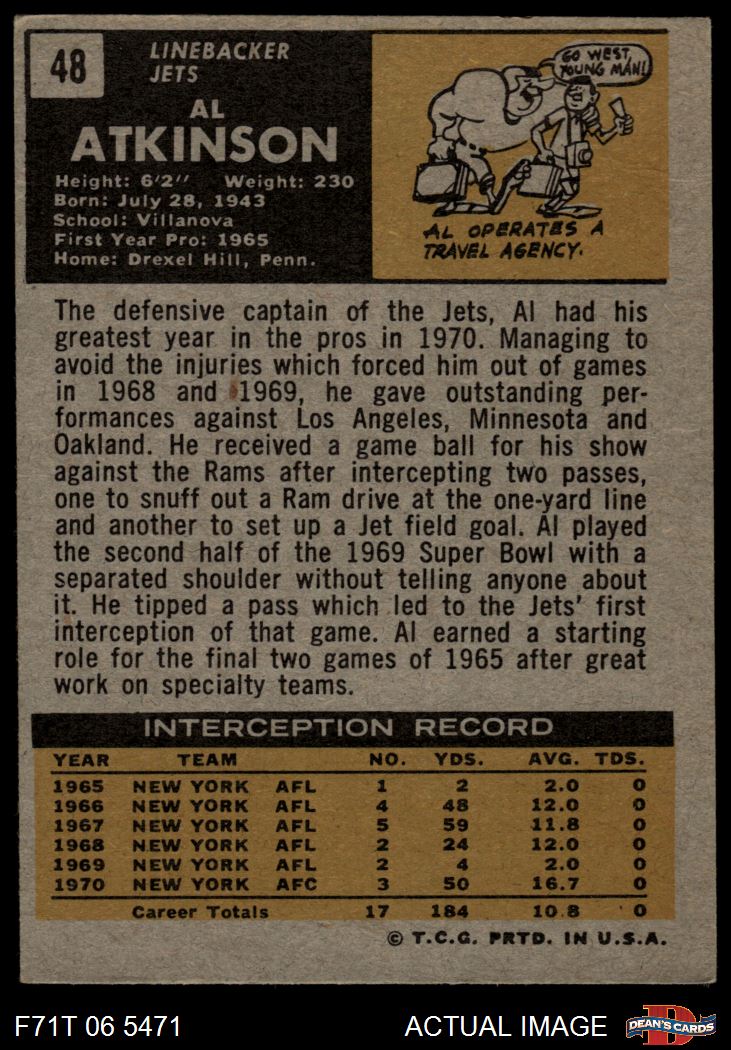 48
LINEBACKER
JETS
AL
ATKINSON
Height: 6'2" Weight: 230
Born: July 28, 1943
School: Villanova
First Year Pro: 1965
Home: Drexel Hill, Penn.
GO WEST,
YOUNG MAN!
AL OPERATES A
TRAVEL AGENCY.
The defensive captain of the Jets, Al had his
greatest year in the pros in 1970. Managing to
avoid the injuries which forced him out of games
in 1968 and 1969, he gave outstanding per-
formances against Los Angeles, Minnesota and
Oakland. He received a game ball for his show
against the Rams after intercepting two passes,
one to snuff out a Ram drive at the one-yard line
and another to set up a Jet field goal. Al played
the second half of the 1969 Super Bowl with a
separated shoulder without telling anyone about
it. He tipped a pass which led to the Jets' first
interception of that game. Al earned a starting
role for the final two games of 1965 after great
work on specialty teams.
INTERCEPTION RECORD
YEAR TEAM NO. YDS. AVG. TDS.
1965 NEW YORK AFL 1 2 2.0 0
1966 NEW YORK AFL 4 48 12.0 0
1967 NEW YORK AFL 5 59 11.8 0
1968 NEW YORK AFL 2 24 12.0 0
1969 NEW YORK AFL 2 4 2.0 0
1970 NEW YORK AFC 3 50 16.7 0
Career Totals 17 184 10.8 0
© T.C.G. PRTD. IN U.S.A.
F71T 06 5471 ACTUAL IMAGE
D
DEAN'S CARDS